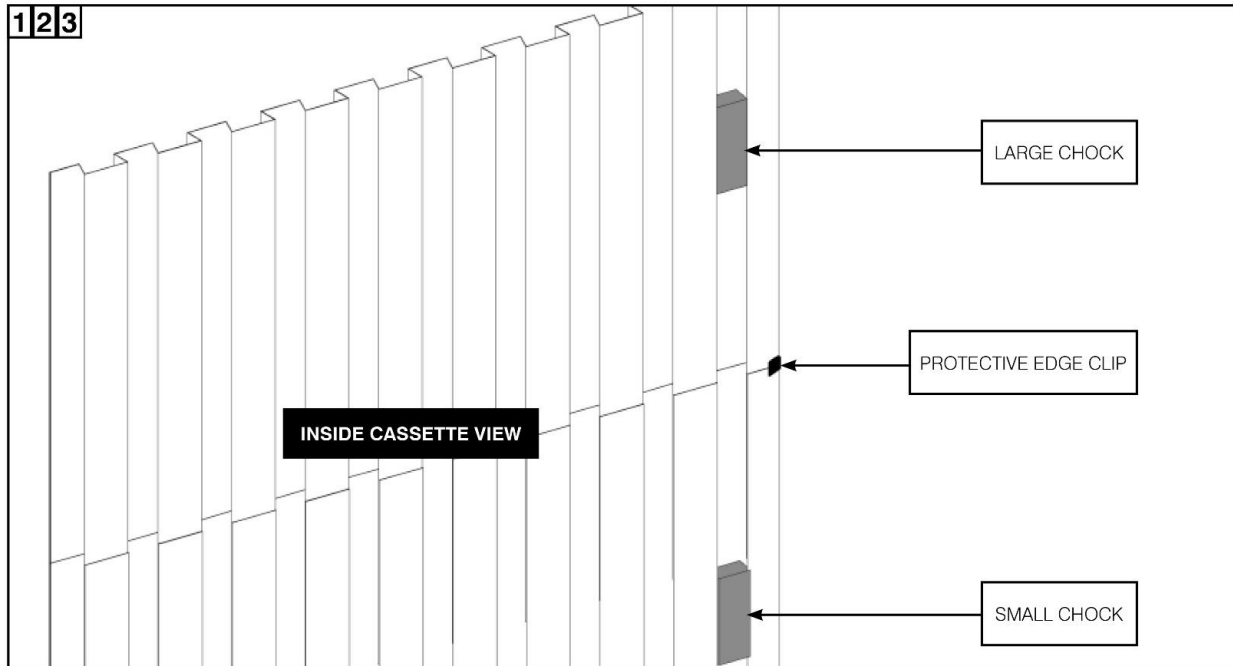 1 2 3
LARGE CHOCK
PROTECTIVE EDGE CLIP
INSIDE CASSETTE VIEW
SMALL CHOCK